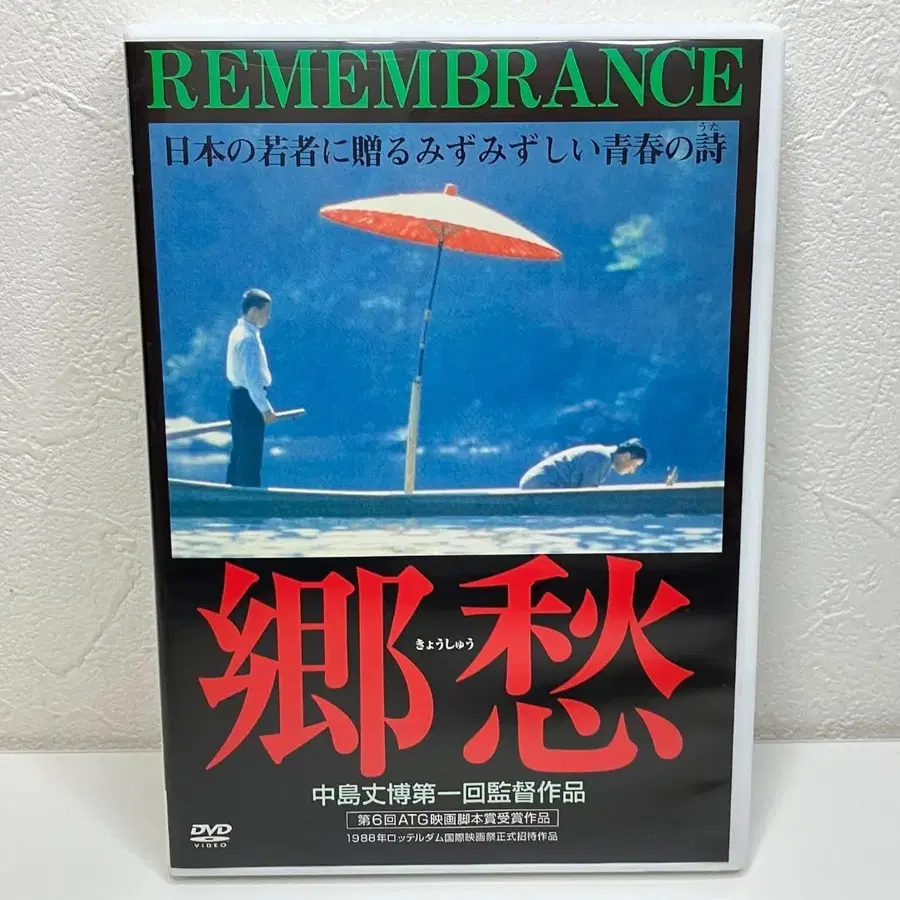 REMEMBRANCE
日本の若者に贈るみずみずしい青春の詩
うた
郷愁
きょうしゅう
中島丈博第一回監督作品
第6回ATG映画脚本賞受賞作品
1988年ロッテルダム国際映画祭正式招待作品
DVD
VIDEO